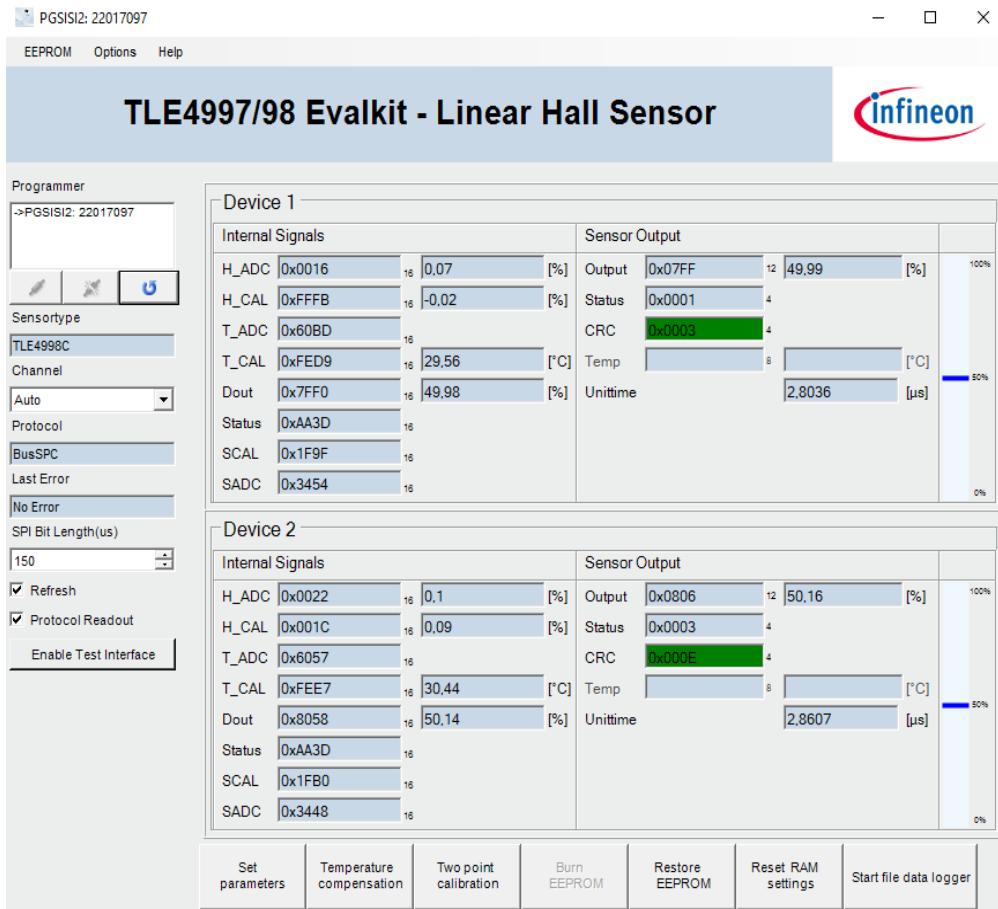 PGSISI2: 22017097
EEPROM Options Help
TLE4997/98 Evalkit - Linear Hall Sensor
infineon
Programmer
->PGSISI2: 22017097
Sensortype
TLE4998C
Channel
Auto
Protocol
BusSPC
Last Error
No Error
SPI Bit Length(us)
150
Refresh
Protocol Readout
Enable Test Interface
Device 1
Internal Signals
H_ADC 0x0016 16 0,07 [%]
H_CAL 0xFFFB 16 -0,02 [%]
T_ADC 0x60BD 16
T_CAL 0xFED9 16 29,56 [°C]
Dout 0x7FF0 16 49,98 [%]
Status 0xAA3D 16
SCAL 0x1F9F 16
SADC 0x3454 16
Sensor Output
Output 0x07FF 12 49,99 [%]
Status 0x0001 4
CRC 0x0003 4
Temp 8 [°C]
Unittime 2,8036 [µs]
100%
50%
0%
Device 2
Internal Signals
H_ADC 0x0022 16 0,1 [%]
H_CAL 0x001C 16 0,09 [%]
T_ADC 0x6057 16
T_CAL 0xFEE7 16 30,44 [°C]
Dout 0x8058 16 50,14 [%]
Status 0xAA3D 16
SCAL 0x1FB0 16
SADC 0x3448 16
Sensor Output
Output 0x0806 12 50,16 [%]
Status 0x0003 4
CRC 0x000E 4
Temp 8 [°C]
Unittime 2,8607 [µs]
100%
50%
0%
Set
parameters
Temperature
compensation
Two point
calibration
Burn
EEPROM
Restore
EEPROM
Reset RAM
settings
Start file data logger